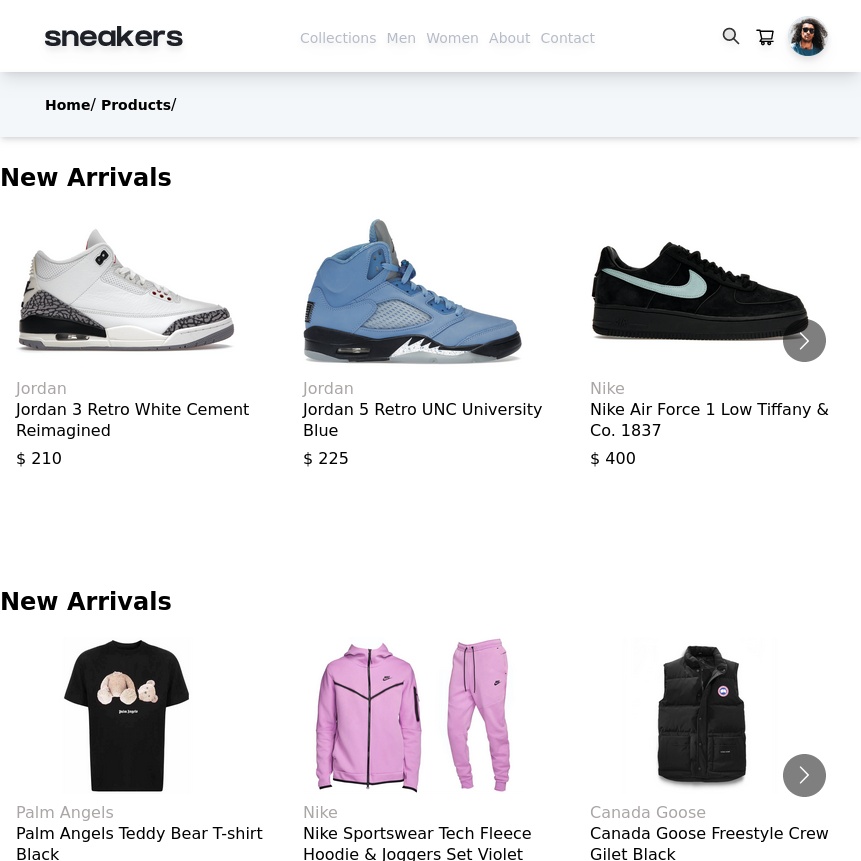 sneakers
Collections Men Women About Contact
Home/ Products/
New Arrivals
Jordan
Jordan 3 Retro White Cement
Reimagined
$ 210
Jordan
Jordan 5 Retro UNC University
Blue
$ 225
Nike
Nike Air Force 1 Low Tiffany &
Co. 1837
$ 400
New Arrivals
Palm Angels
Palm Angels
Palm Angels Teddy Bear T-shirt
Black
Nike
Nike Sportswear Tech Fleece
Hoodie & Joggers Set Violet
Canada Goose
Canada Goose Freestyle Crew
Gilet Black